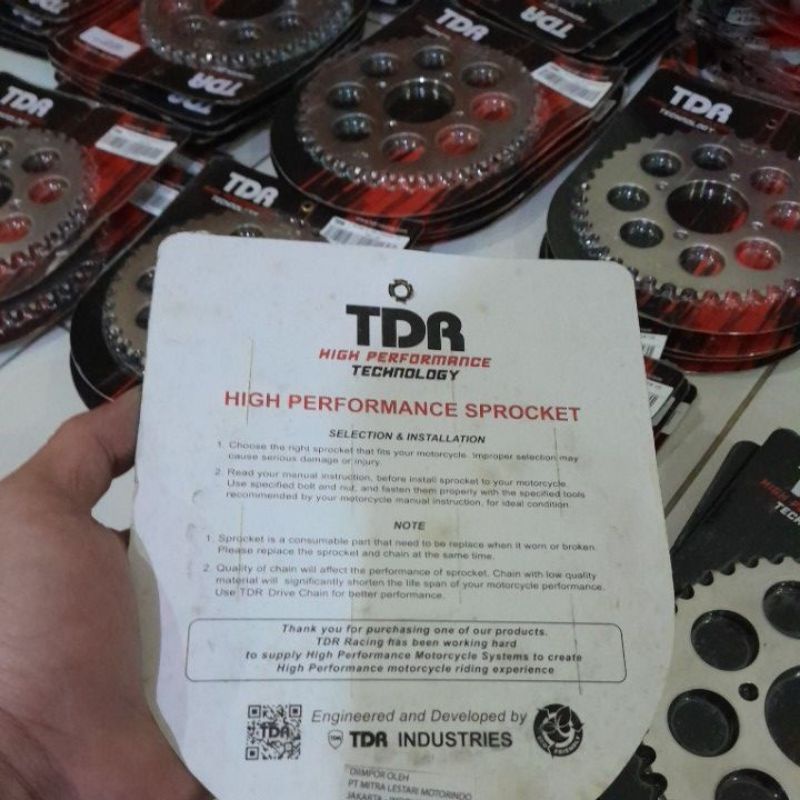 TDR
TDR
TECHNOLOGY
TDR
TDR
TDR
TECHNOLOGY
TDR
HIGH PERFORMANCE
TECHNOLOGY
HIGH PERFORMANCE SPROCKET
SELECTION & INSTALLATION
1. Choose the right sprocket that fits your motorcycle. Improper selection may
cause serious damage or injury.
2. Read your manual instruction, before install sprocket to your motorcycle.
Use specified bolt and nut, and fasten them properly with the specified tools
recommended by your motorcycle manual instruction, for ideal condition.
NOTE
1. Sprocket is a consumable part that need to be replace when it worn or broken.
Please replace the sprocket and chain at the same time.
2. Quality of chain will affect the performance of sprocket. Chain with low quality
material will significantly shorten the life span of your motorcycle performance.
Use TDR Drive Chain for better performance.
Thank you for purchasing one of our products.
TDR Racing has been working hard
to supply High Performance Motorcycle Systems to create
High Performance motorcycle riding experience
TDR
Engineered and Developed by
TDR INDUSTRIES
DIIMPOR OLEH
PT MITRA LESTARI MOTORINDO